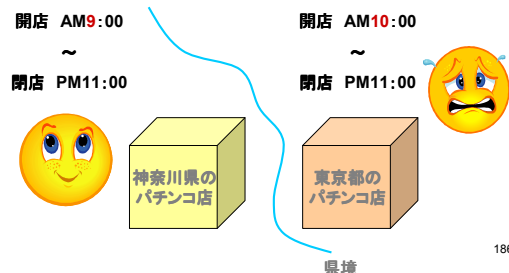 開店 AM9:00
～
閉店 PM11:00
神奈川県の
パチンコ店
開店 AM10:00
～
閉店 PM11:00
東京都の
パチンコ店
県境
186